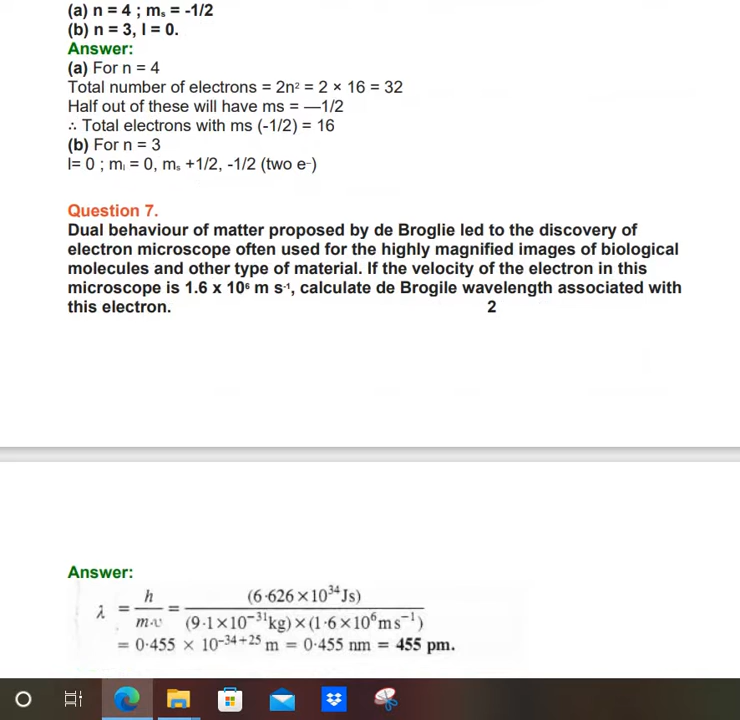 (a) n = 4 ; mₛ = -1/2
(b) n = 3, l = 0.
Answer:
(a) For n = 4
Total number of electrons = 2n² = 2 × 16 = 32
Half out of these will have ms = —1/2
∴ Total electrons with ms (-1/2) = 16
(b) For n = 3
l= 0 ; mₗ = 0, mₛ +1/2, -1/2 (two e⁻)
Question 7.
Dual behaviour of matter proposed by de Broglie led to the discovery of
electron microscope often used for the highly magnified images of biological
molecules and other type of material. If the velocity of the electron in this
microscope is 1.6 x 10⁶ m s⁻¹, calculate de Brogile wavelength associated with
this electron. 2
Answer:
λ = h / m·υ = (6·626 × 10³⁴ Js) / (9·1 × 10⁻³¹kg) × (1·6 × 10⁶ m s⁻¹)
= 0·455 × 10⁻³⁴⁺²⁵ m = 0·455 nm = 455 pm.